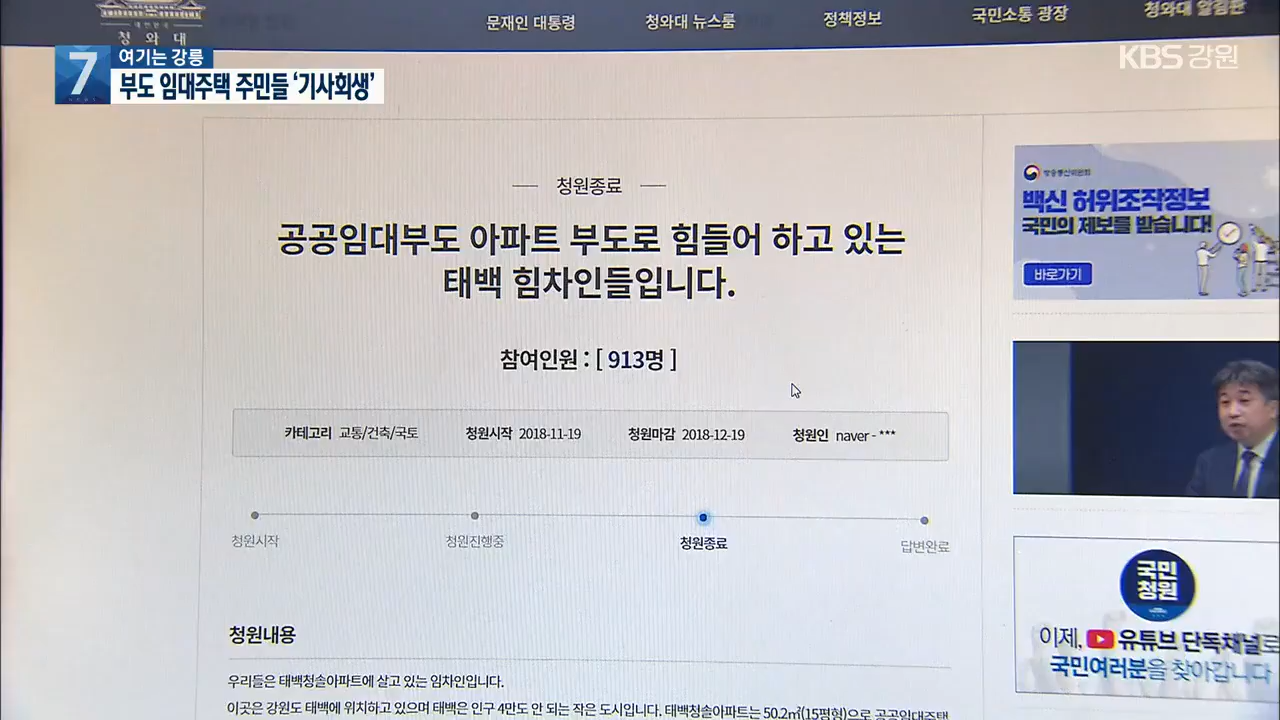 대한민국
청와대
문재인 대통령
청와대 뉴스룸
정책정보
국민소통 광장
청와대 알림판
KBS 강원
7
여기는 강릉
부도 임대주택 주민들 ‘기사회생’
청원종료
공공임대부도 아파트 부도로 힘들어 하고 있는
태백 힘차인들입니다.
참여인원 : [ 913명 ]
카테고리 교통/건축/국토
청원시작 2018-11-19
청원마감 2018-12-19
청원인 naver - ***
청원시작
청원진행중
청원종료
답변완료
청원내용
우리들은 태백청솔아파트에 살고 있는 임차인입니다.
이곳은 강원도 태백에 위치하고 있으며 태백은 인구 4만도 안 되는 작은 도시입니다. 태백청솔아파트는 50.2㎡(15평형)으로 공공임대주택
방송통신위원회
백신 허위조작정보
국민의 제보를 받습니다!
바로가기
국민
청원
이제, 유튜브 단독채널로
국민여러분을 찾아갑니다